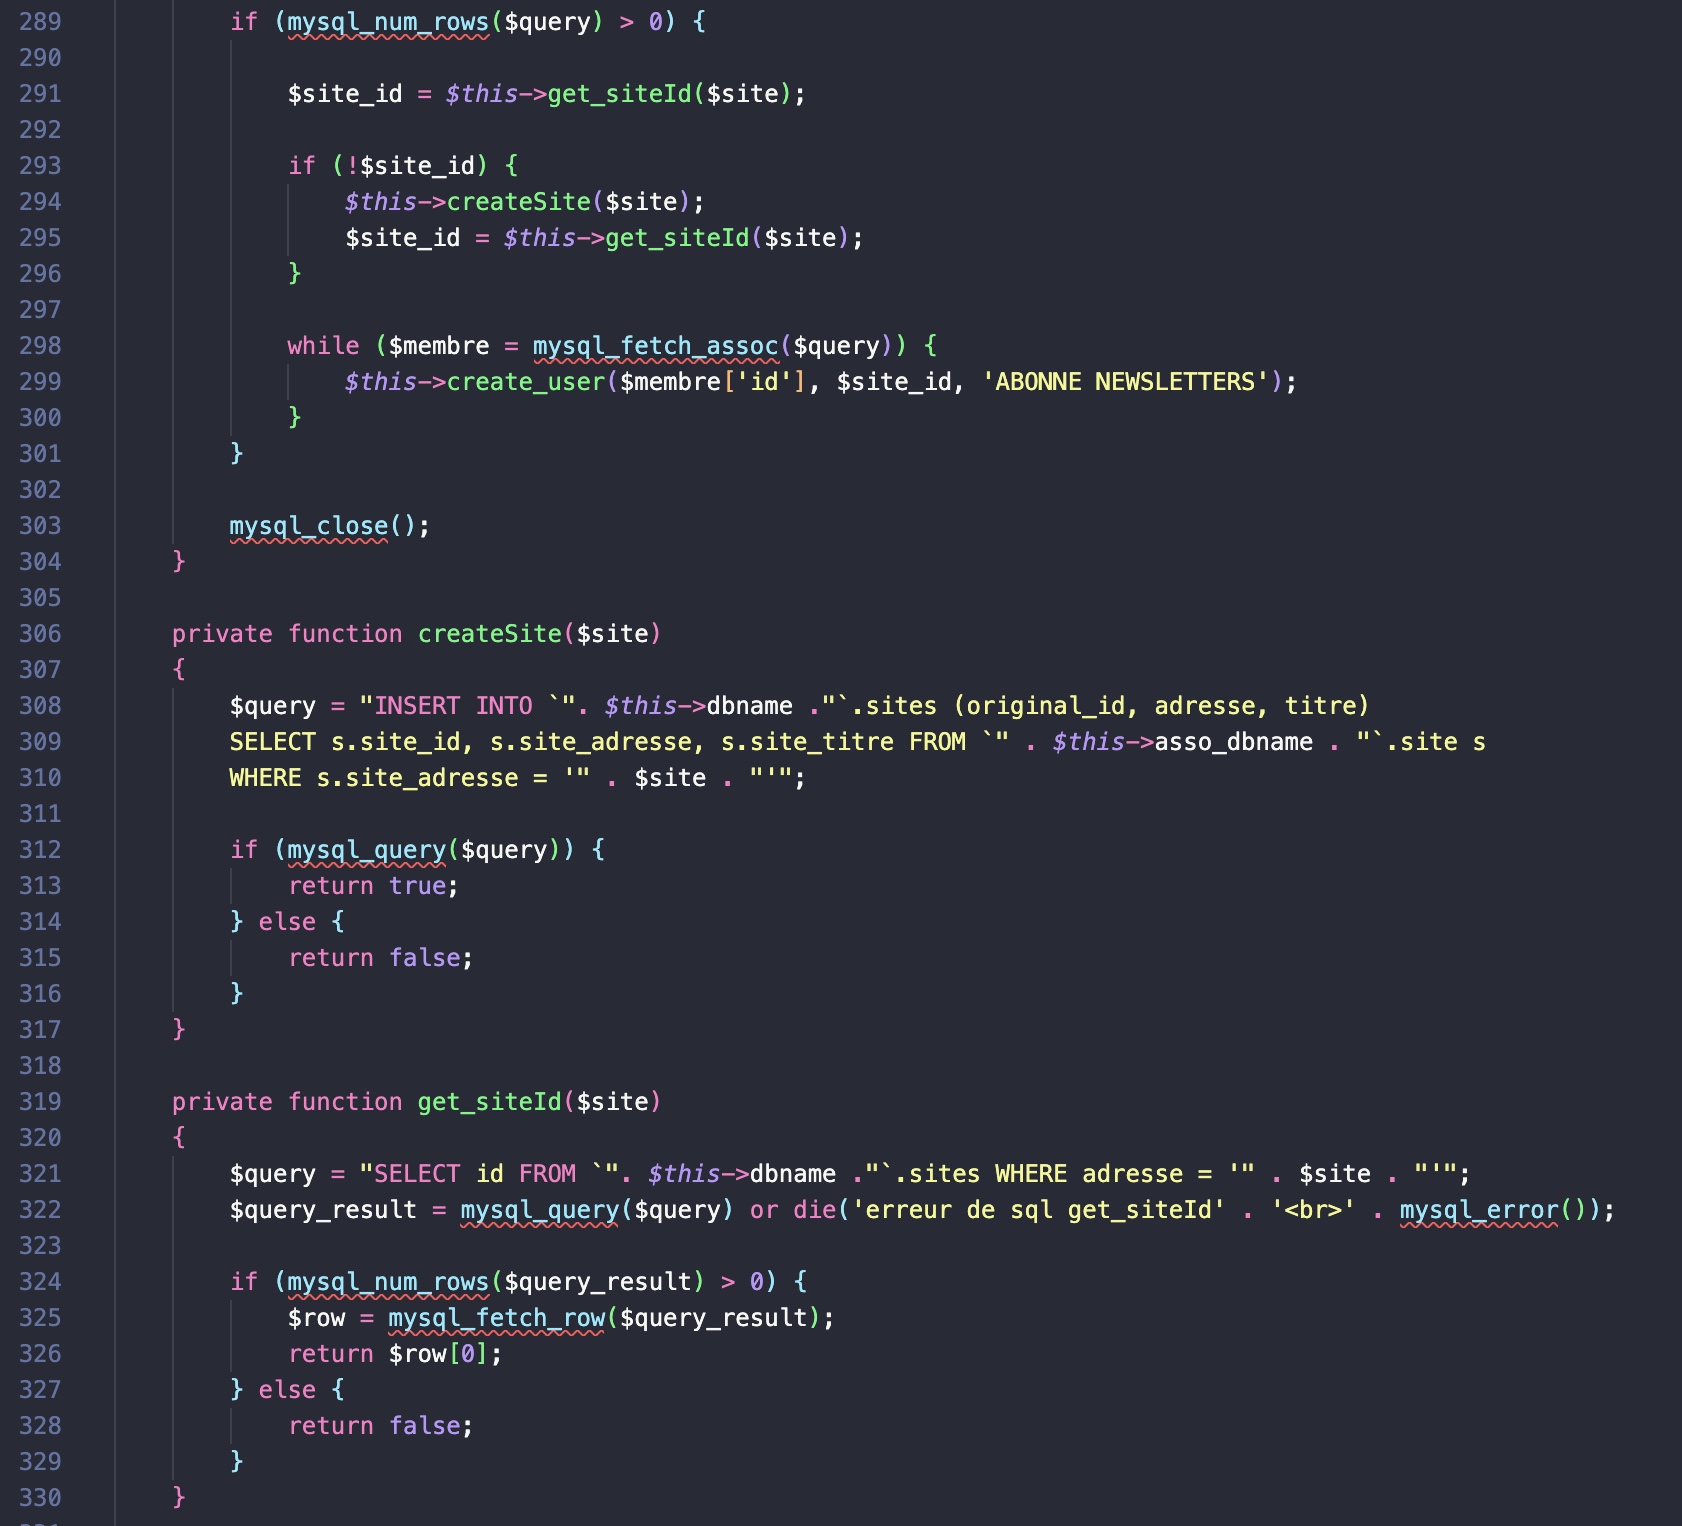 289 if (mysql_num_rows($query) > 0) {
290
291 $site_id = $this->get_siteId($site);
292
293 if (!$site_id) {
294 $this->createSite($site);
295 $site_id = $this->get_siteId($site);
296 }
297
298 while ($membre = mysql_fetch_assoc($query)) {
299 $this->create_user($membre['id'], $site_id, 'ABONNE NEWSLETTERS');
300 }
301 }
302
303 mysql_close();
304 }
305
306 private function createSite($site)
307 {
308 $query = "INSERT INTO `". $this->dbname ."`.sites (original_id, adresse, titre)
309 SELECT s.site_id, s.site_adresse, s.site_titre FROM `" . $this->asso_dbname . "`.site s
310 WHERE s.site_adresse = '" . $site . "'";
311
312 if (mysql_query($query)) {
313 return true;
314 } else {
315 return false;
316 }
317 }
318
319 private function get_siteId($site)
320 {
321 $query = "SELECT id FROM `". $this->dbname ."`.sites WHERE adresse = '" . $site . "'";
322 $query_result = mysql_query($query) or die('erreur de sql get_siteId' . '<br>' . mysql_error());
323
324 if (mysql_num_rows($query_result) > 0) {
325 $row = mysql_fetch_row($query_result);
326 return $row[0];
327 } else {
328 return false;
329 }
330 }